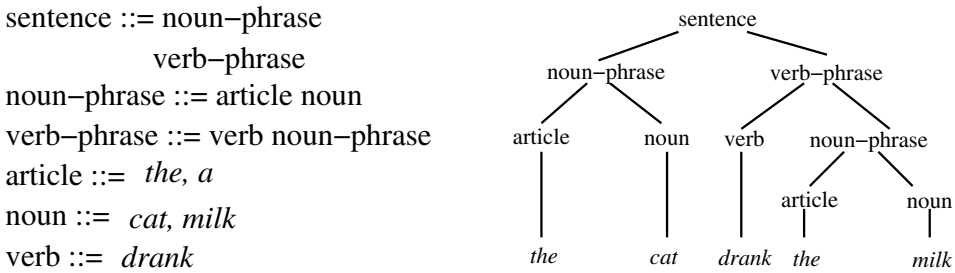 sentence ::= noun−phrase
verb−phrase
noun−phrase ::= article noun
verb−phrase ::= verb noun−phrase
article ::= the, a
noun ::= cat, milk
verb ::= drank
sentence
noun−phrase verb−phrase
article noun verb noun−phrase
article noun
the cat drank the milk